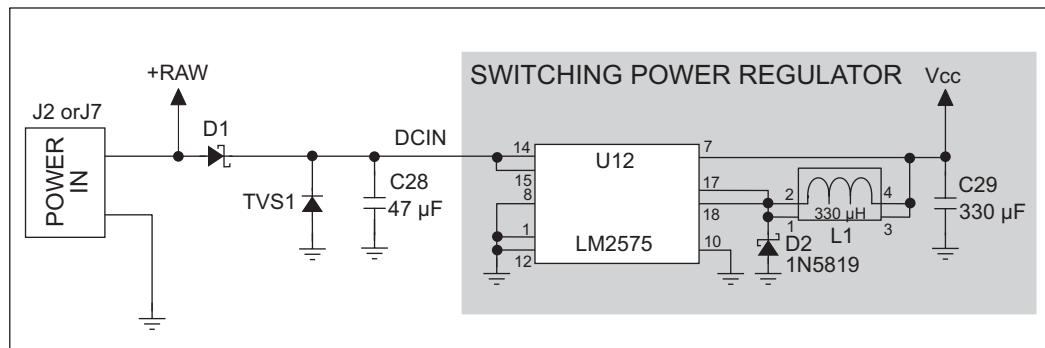 SWITCHING POWER REGULATOR
+RAW
Vcc
J2 orJ7
D1
POWER
IN
DCIN
14
15
8
1
12
U12
LM2575
7
17
18
10
TVS1
C28
47 µF
2
4
330 µH
1
3
L1
D2
1N5819
C29
330 µF